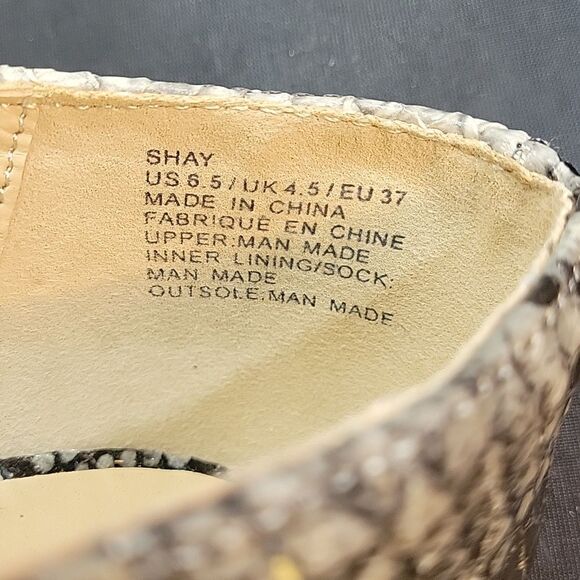 SHAY
US 6.5/UK 4.5/EU 37
MADE IN CHINA
FABRIQUÉ EN CHINE
UPPER:MAN MADE
INNER LINING/SOCK:
MAN MADE
OUTSOLE:MAN MADE